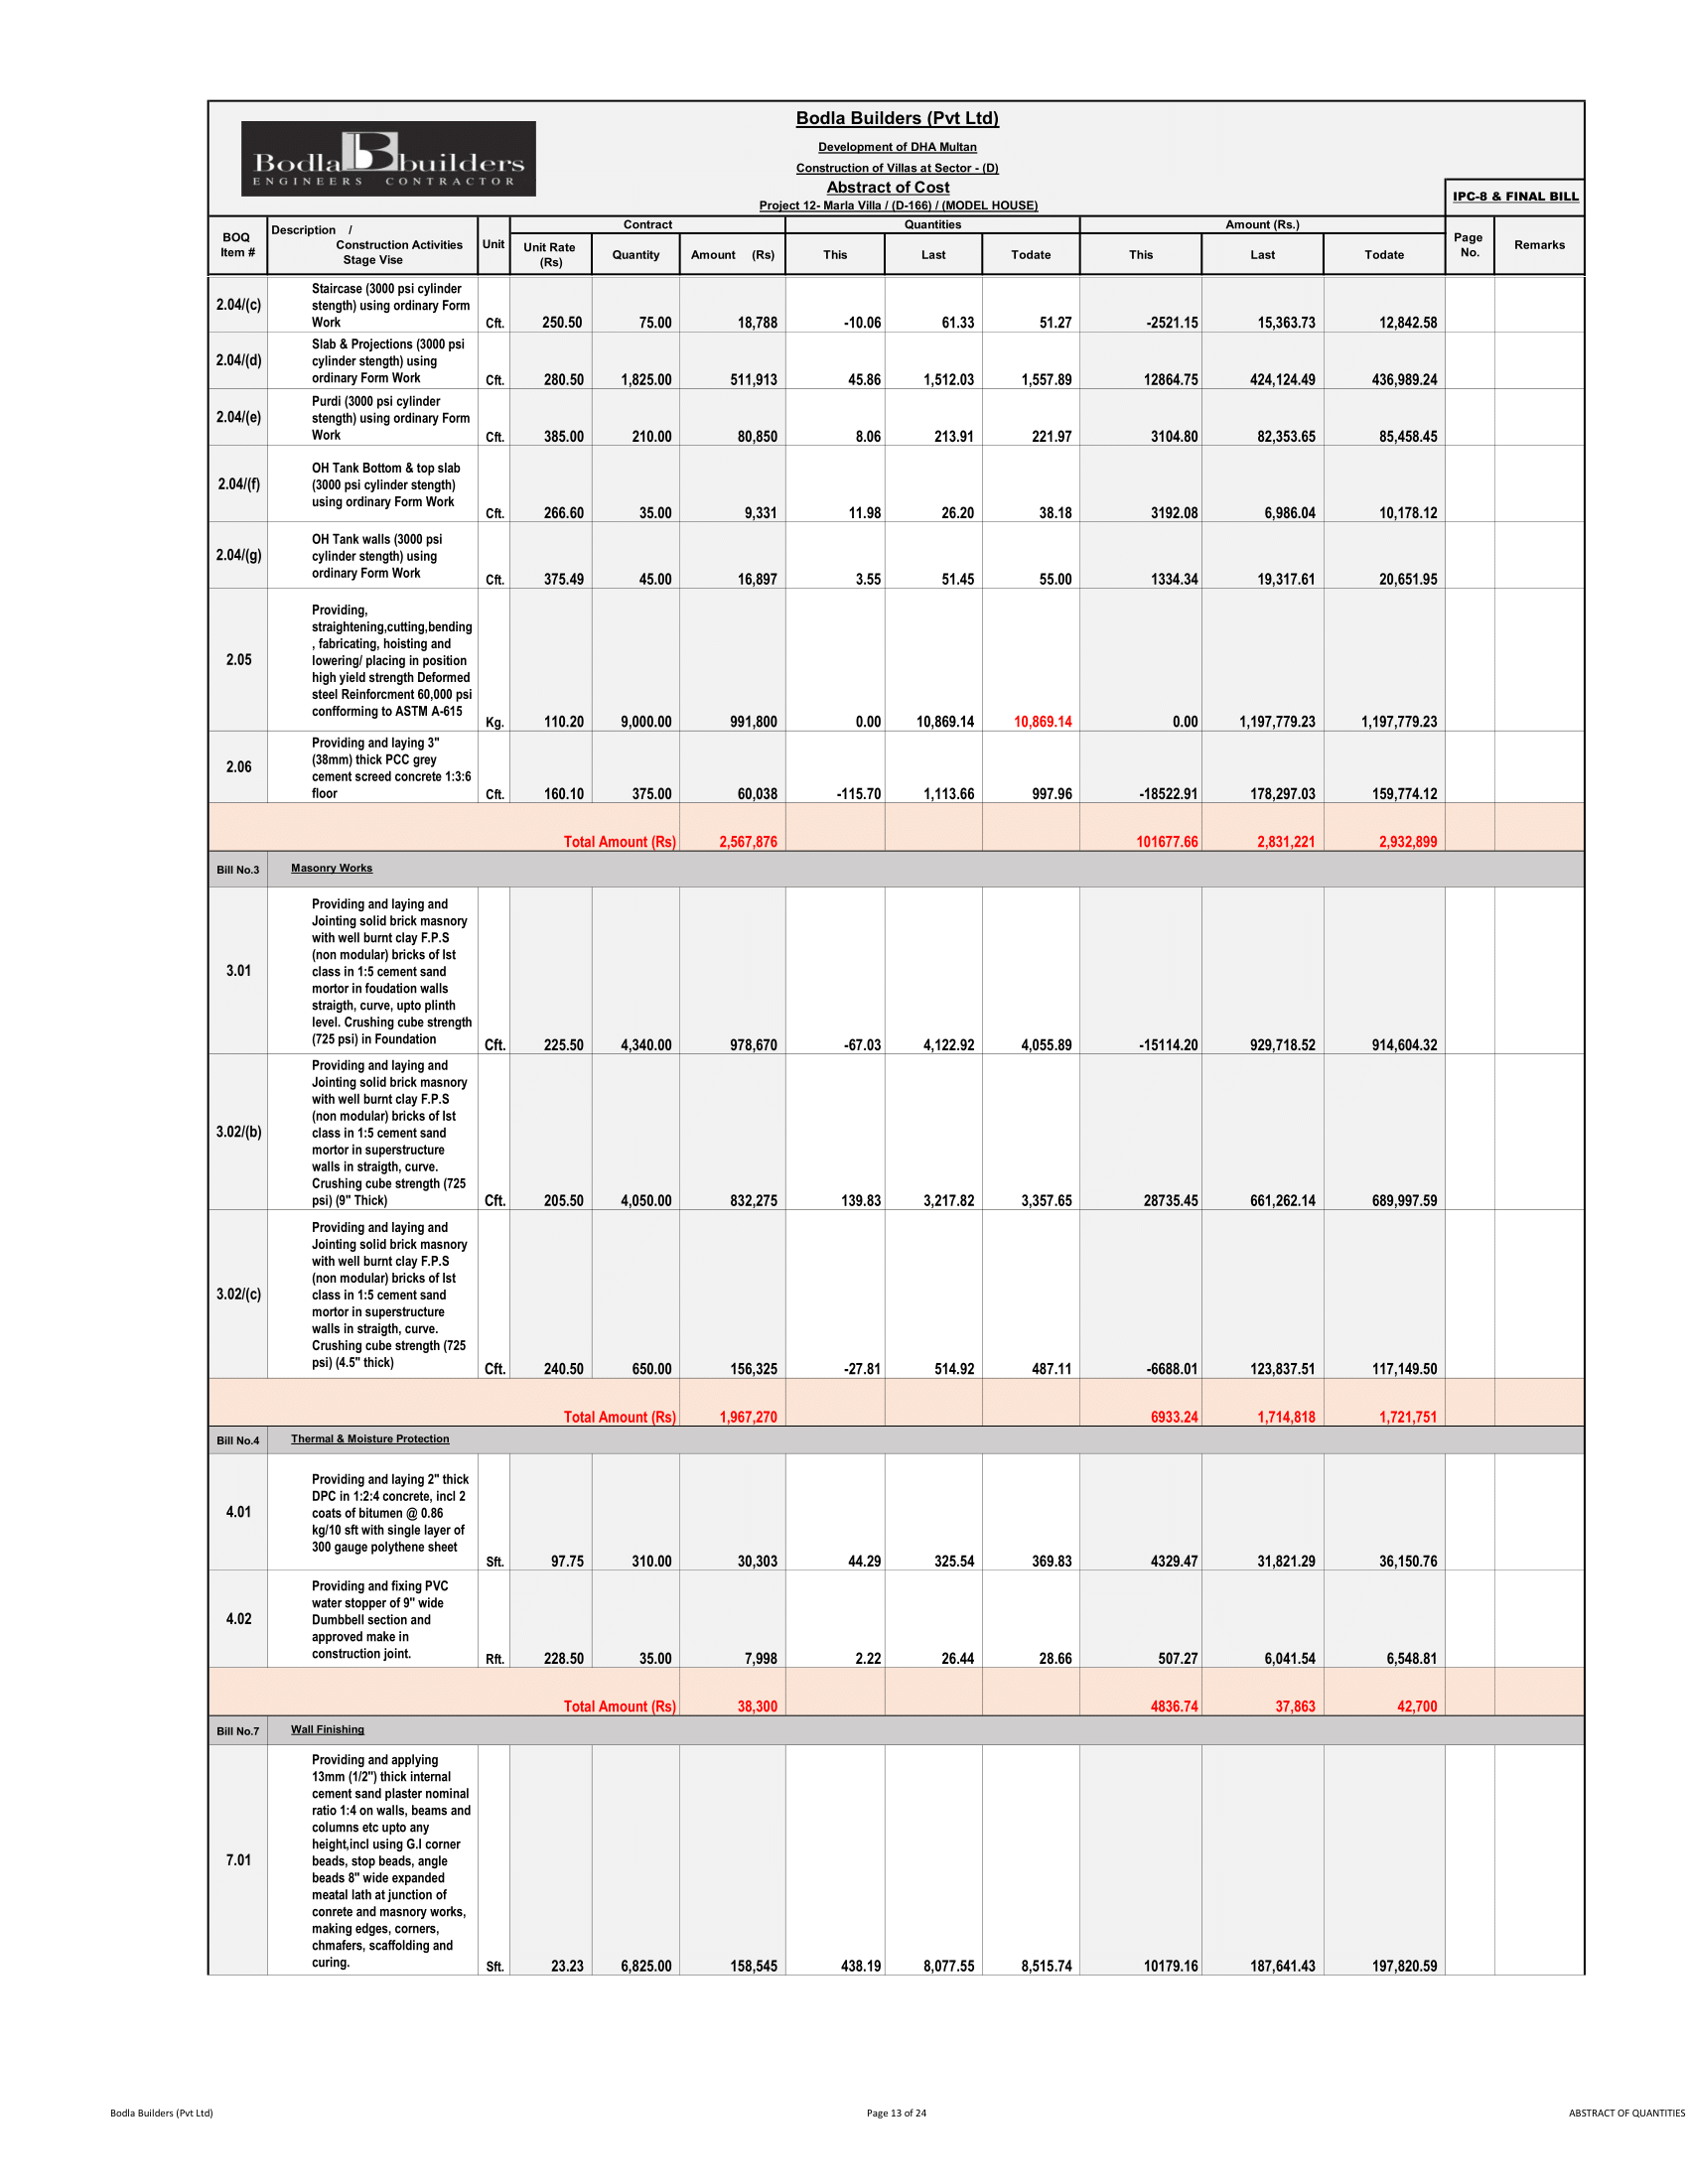 Bodla Builders (Pvt Ltd)
Bodla B builders
ENGINEERS CONTRACTOR
Development of DHA Multan
Construction of Villas at Sector - (D)
Abstract of Cost
Project 12- Marla Villa / (D-166) / (MODEL HOUSE)
IPC-8 & FINAL BILL
BOQ Item # Description / Construction Activities Stage Vise Unit Contract Quantities Amount (Rs.) Page No. Remarks
Unit Rate (Rs) Quantity Amount (Rs) This Last Todate This Last Todate
Staircase (3000 psi cylinder
stength) using ordinary Form
Work
2.04/(c) Cft. 250.50 75.00 18,788 -10.06 61.33 51.27 -2521.15 15,363.73 12,842.58
Slab & Projections (3000 psi
cylinder stength) using
ordinary Form Work
2.04/(d) Cft. 280.50 1,825.00 511,913 45.86 1,512.03 1,557.89 12864.75 424,124.49 436,989.24
Purdi (3000 psi cylinder
stength) using ordinary Form
Work
2.04/(e) Cft. 385.00 210.00 80,850 8.06 213.91 221.97 3104.80 82,353.65 85,458.45
OH Tank Bottom & top slab
(3000 psi cylinder stength)
using ordinary Form Work
2.04/(f) Cft. 266.60 35.00 9,331 11.98 26.20 38.18 3192.08 6,986.04 10,178.12
OH Tank walls (3000 psi
cylinder stength) using
ordinary Form Work
2.04/(g) Cft. 375.49 45.00 16,897 3.55 51.45 55.00 1334.34 19,317.61 20,651.95
Providing,
straightening,cutting,bending
, fabricating, hoisting and
lowering/ placing in position
high yield strength Deformed
steel Reinforcment 60,000 psi
confforming to ASTM A-615
2.05 Kg. 110.20 9,000.00 991,800 0.00 10,869.14 10,869.14 0.00 1,197,779.23 1,197,779.23
Providing and laying 3"
(38mm) thick PCC grey
cement screed concrete 1:3:6
floor
2.06 Cft. 160.10 375.00 60,038 -115.70 1,113.66 997.96 -18522.91 178,297.03 159,774.12
Total Amount (Rs) 2,567,876 101677.66 2,831,221 2,932,899
Bill No.3 Masonry Works
Providing and laying and
Jointing solid brick masnory
with well burnt clay F.P.S
(non modular) bricks of Ist
class in 1:5 cement sand
mortor in foudation walls
straigth, curve, upto plinth
level. Crushing cube strength
(725 psi) in Foundation
3.01 Cft. 225.50 4,340.00 978,670 -67.03 4,122.92 4,055.89 -15114.20 929,718.52 914,604.32
Providing and laying and
Jointing solid brick masnory
with well burnt clay F.P.S
(non modular) bricks of Ist
class in 1:5 cement sand
mortor in superstructure
walls in straigth, curve.
Crushing cube strength (725
psi) (9" Thick)
3.02/(b) Cft. 205.50 4,050.00 832,275 139.83 3,217.82 3,357.65 28735.45 661,262.14 689,997.59
Providing and laying and
Jointing solid brick masnory
with well burnt clay F.P.S
(non modular) bricks of Ist
class in 1:5 cement sand
mortor in superstructure
walls in straigth, curve.
Crushing cube strength (725
psi) (4.5" thick)
3.02/(c) Cft. 240.50 650.00 156,325 -27.81 514.92 487.11 -6688.01 123,837.51 117,149.50
Total Amount (Rs) 1,967,270 6933.24 1,714,818 1,721,751
Bill No.4 Thermal & Moisture Protection
Providing and laying 2" thick
DPC in 1:2:4 concrete, incl 2
coats of bitumen @ 0.86
kg/10 sft with single layer of
300 gauge polythene sheet
4.01 Sft. 97.75 310.00 30,303 44.29 325.54 369.83 4329.47 31,821.29 36,150.76
Providing and fixing PVC
water stopper of 9" wide
Dumbbell section and
approved make in
construction joint.
4.02 Rft. 228.50 35.00 7,998 2.22 26.44 28.66 507.27 6,041.54 6,548.81
Total Amount (Rs) 38,300 4836.74 37,863 42,700
Bill No.7 Wall Finishing
Providing and applying
13mm (1/2") thick internal
cement sand plaster nominal
ratio 1:4 on walls, beams and
columns etc upto any
height,incl using G.I corner
beads, stop beads, angle
beads 8" wide expanded
meatal lath at junction of
conrete and masnory works,
making edges, corners,
chmafers, scaffolding and
curing.
7.01 Sft. 23.23 6,825.00 158,545 438.19 8,077.55 8,515.74 10179.16 187,641.43 197,820.59
Bodla Builders (Pvt Ltd) Page 13 of 24 ABSTRACT OF QUANTITIES